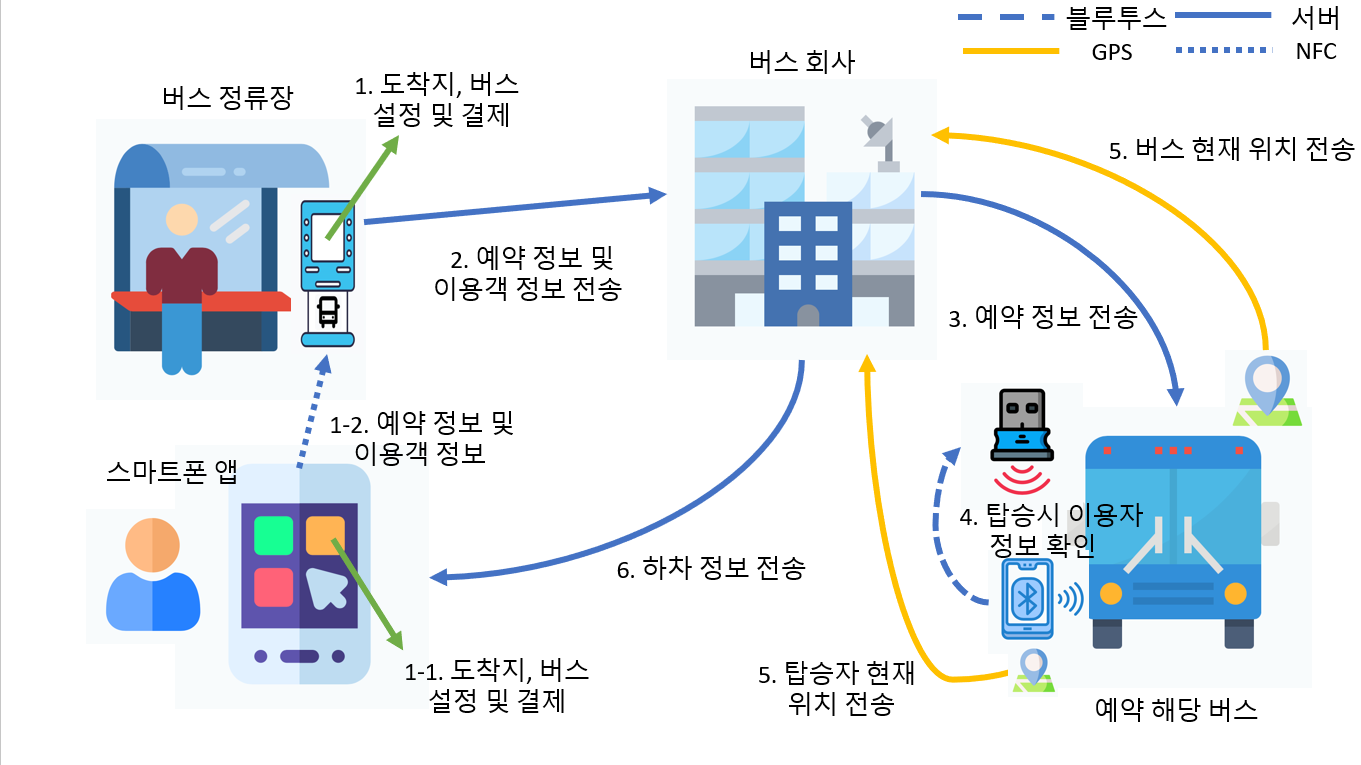 블루투스
서버
GPS
NFC
버스 회사
버스 정류장
1. 도착지, 버스
설정 및 결제
5. 버스 현재 위치 전송
2. 예약 정보 및
이용객 정보 전송
3. 예약 정보 전송
1-2. 예약 정보 및
이용객 정보
스마트폰 앱
4. 탑승시 이용자
정보 확인
6. 하차 정보 전송
1-1. 도착지, 버스
설정 및 결제
5. 탑승자 현재
위치 전송
예약 해당 버스